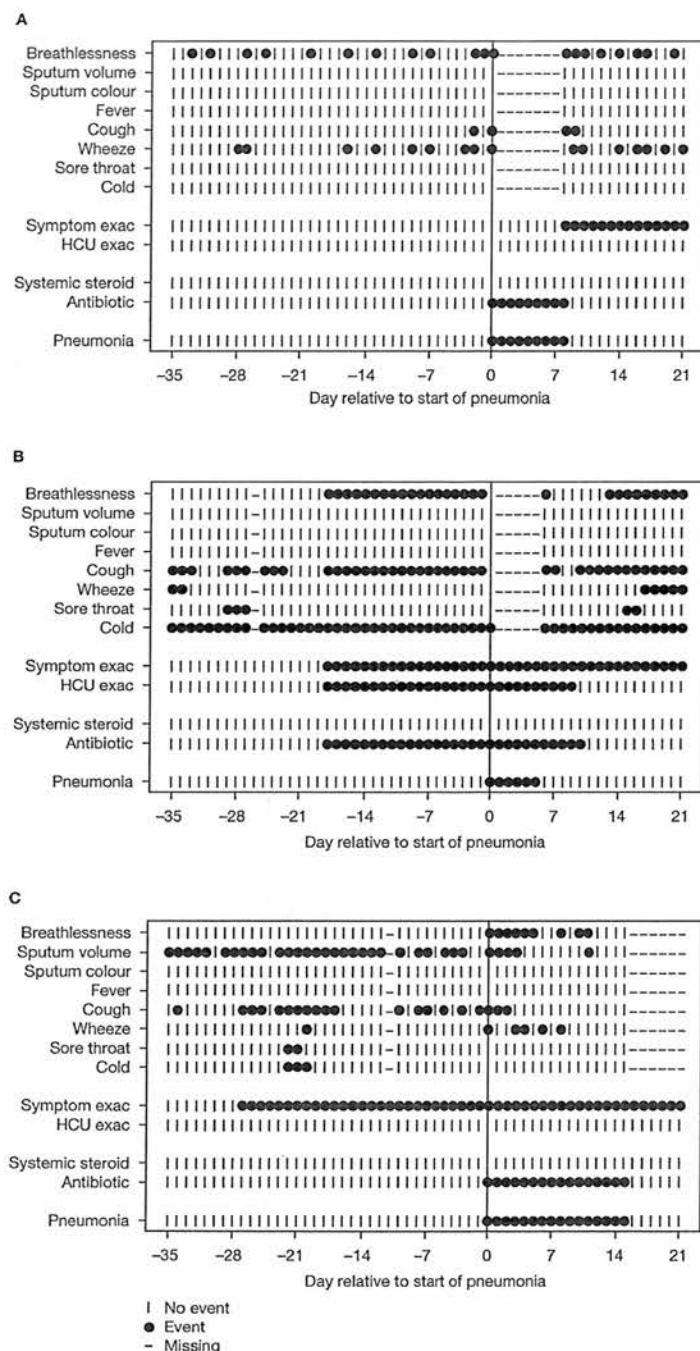 A
Breathlessness
Sputum volume
Sputum colour
Fever
Cough
Wheeze
Sore throat
Cold
Symptom exac
HCU exac
Systemic steroid
Antibiotic
Pneumonia
−35 −28 −21 −14 −7 0 7 14 21
Day relative to start of pneumonia
B
Breathlessness
Sputum volume
Sputum colour
Fever
Cough
Wheeze
Sore throat
Cold
Symptom exac
HCU exac
Systemic steroid
Antibiotic
Pneumonia
−35 −28 −21 −14 −7 0 7 14 21
Day relative to start of pneumonia
C
Breathlessness
Sputum volume
Sputum colour
Fever
Cough
Wheeze
Sore throat
Cold
Symptom exac
HCU exac
Systemic steroid
Antibiotic
Pneumonia
−35 −28 −21 −14 −7 0 7 14 21
Day relative to start of pneumonia
No event
Event
Missing